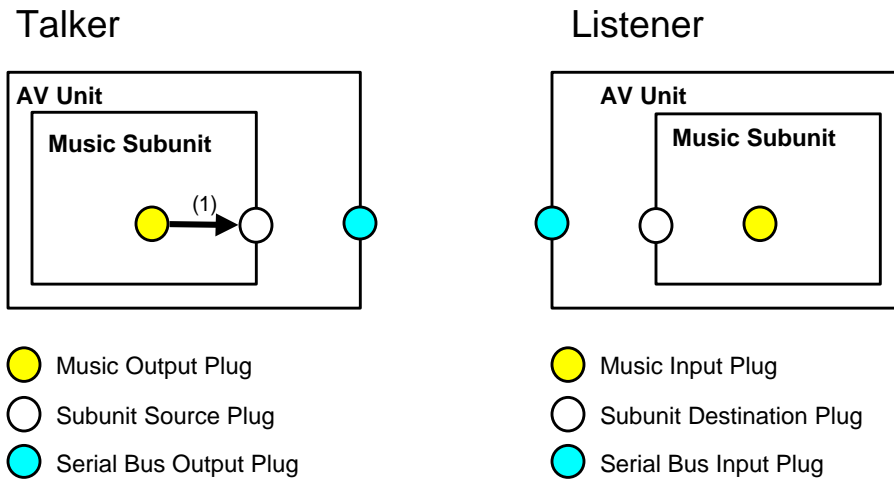 Talker
AV Unit
Music Subunit
(1)
Music Output Plug
Subunit Source Plug
Serial Bus Output Plug
Listener
AV Unit
Music Subunit
Music Input Plug
Subunit Destination Plug
Serial Bus Input Plug